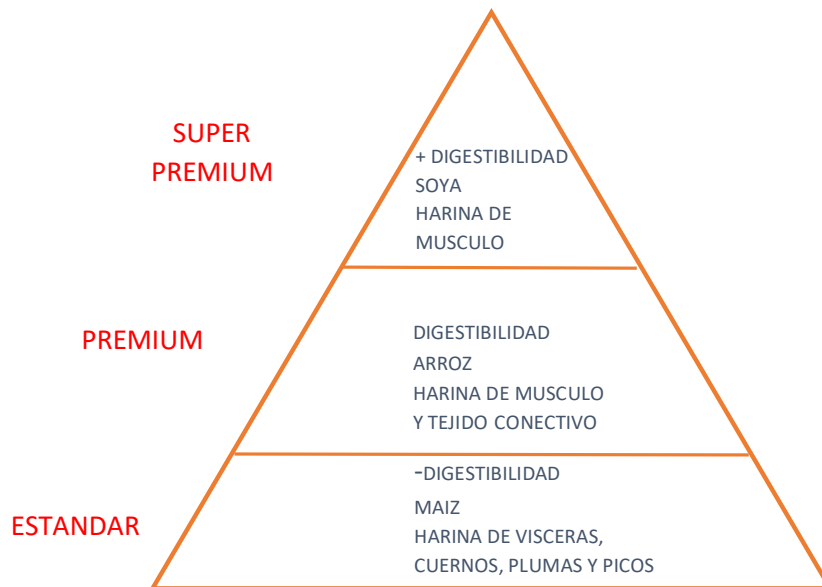 SUPER
PREMIUM
+ DIGESTIBILIDAD
SOYA
HARINA DE
MUSCULO
PREMIUM
DIGESTIBILIDAD
ARROZ
HARINA DE MUSCULO
Y TEJIDO CONECTIVO
ESTANDAR
-DIGESTIBILIDAD
MAIZ
HARINA DE VISCERAS,
CUERNOS, PLUMAS Y PICOS